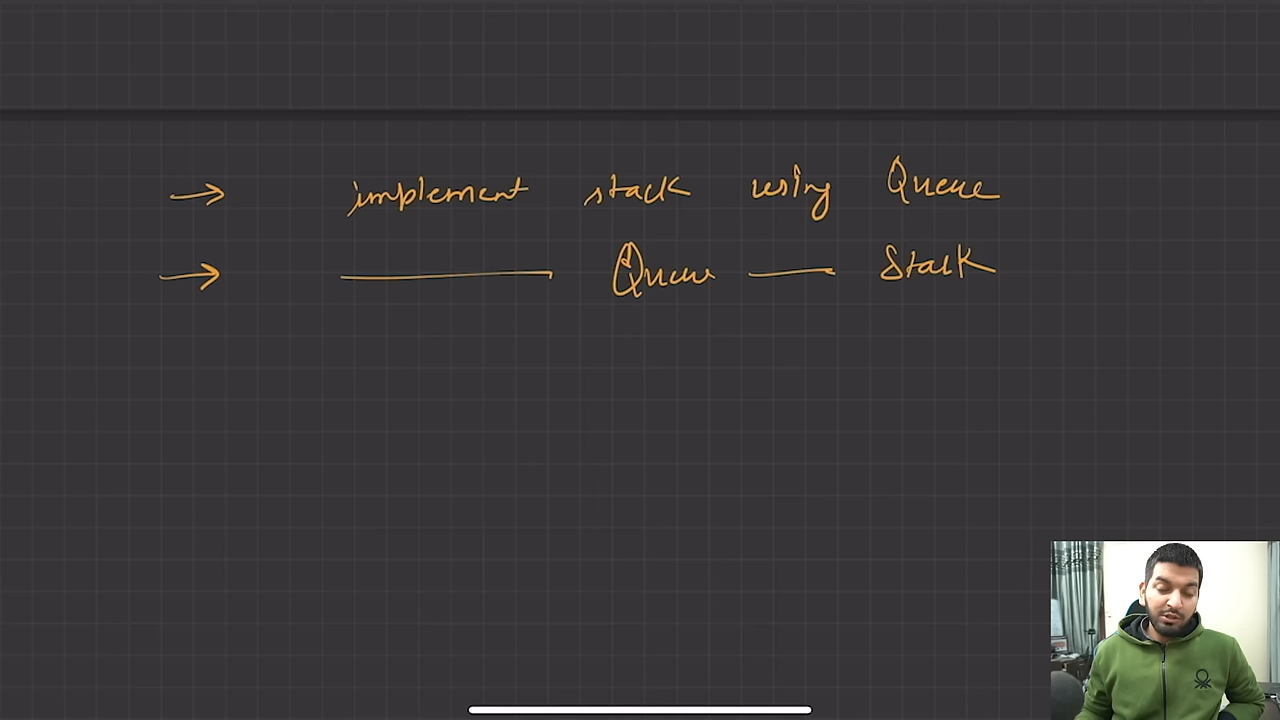 → implement stack using Queue
→ ——— Queue —— Stack